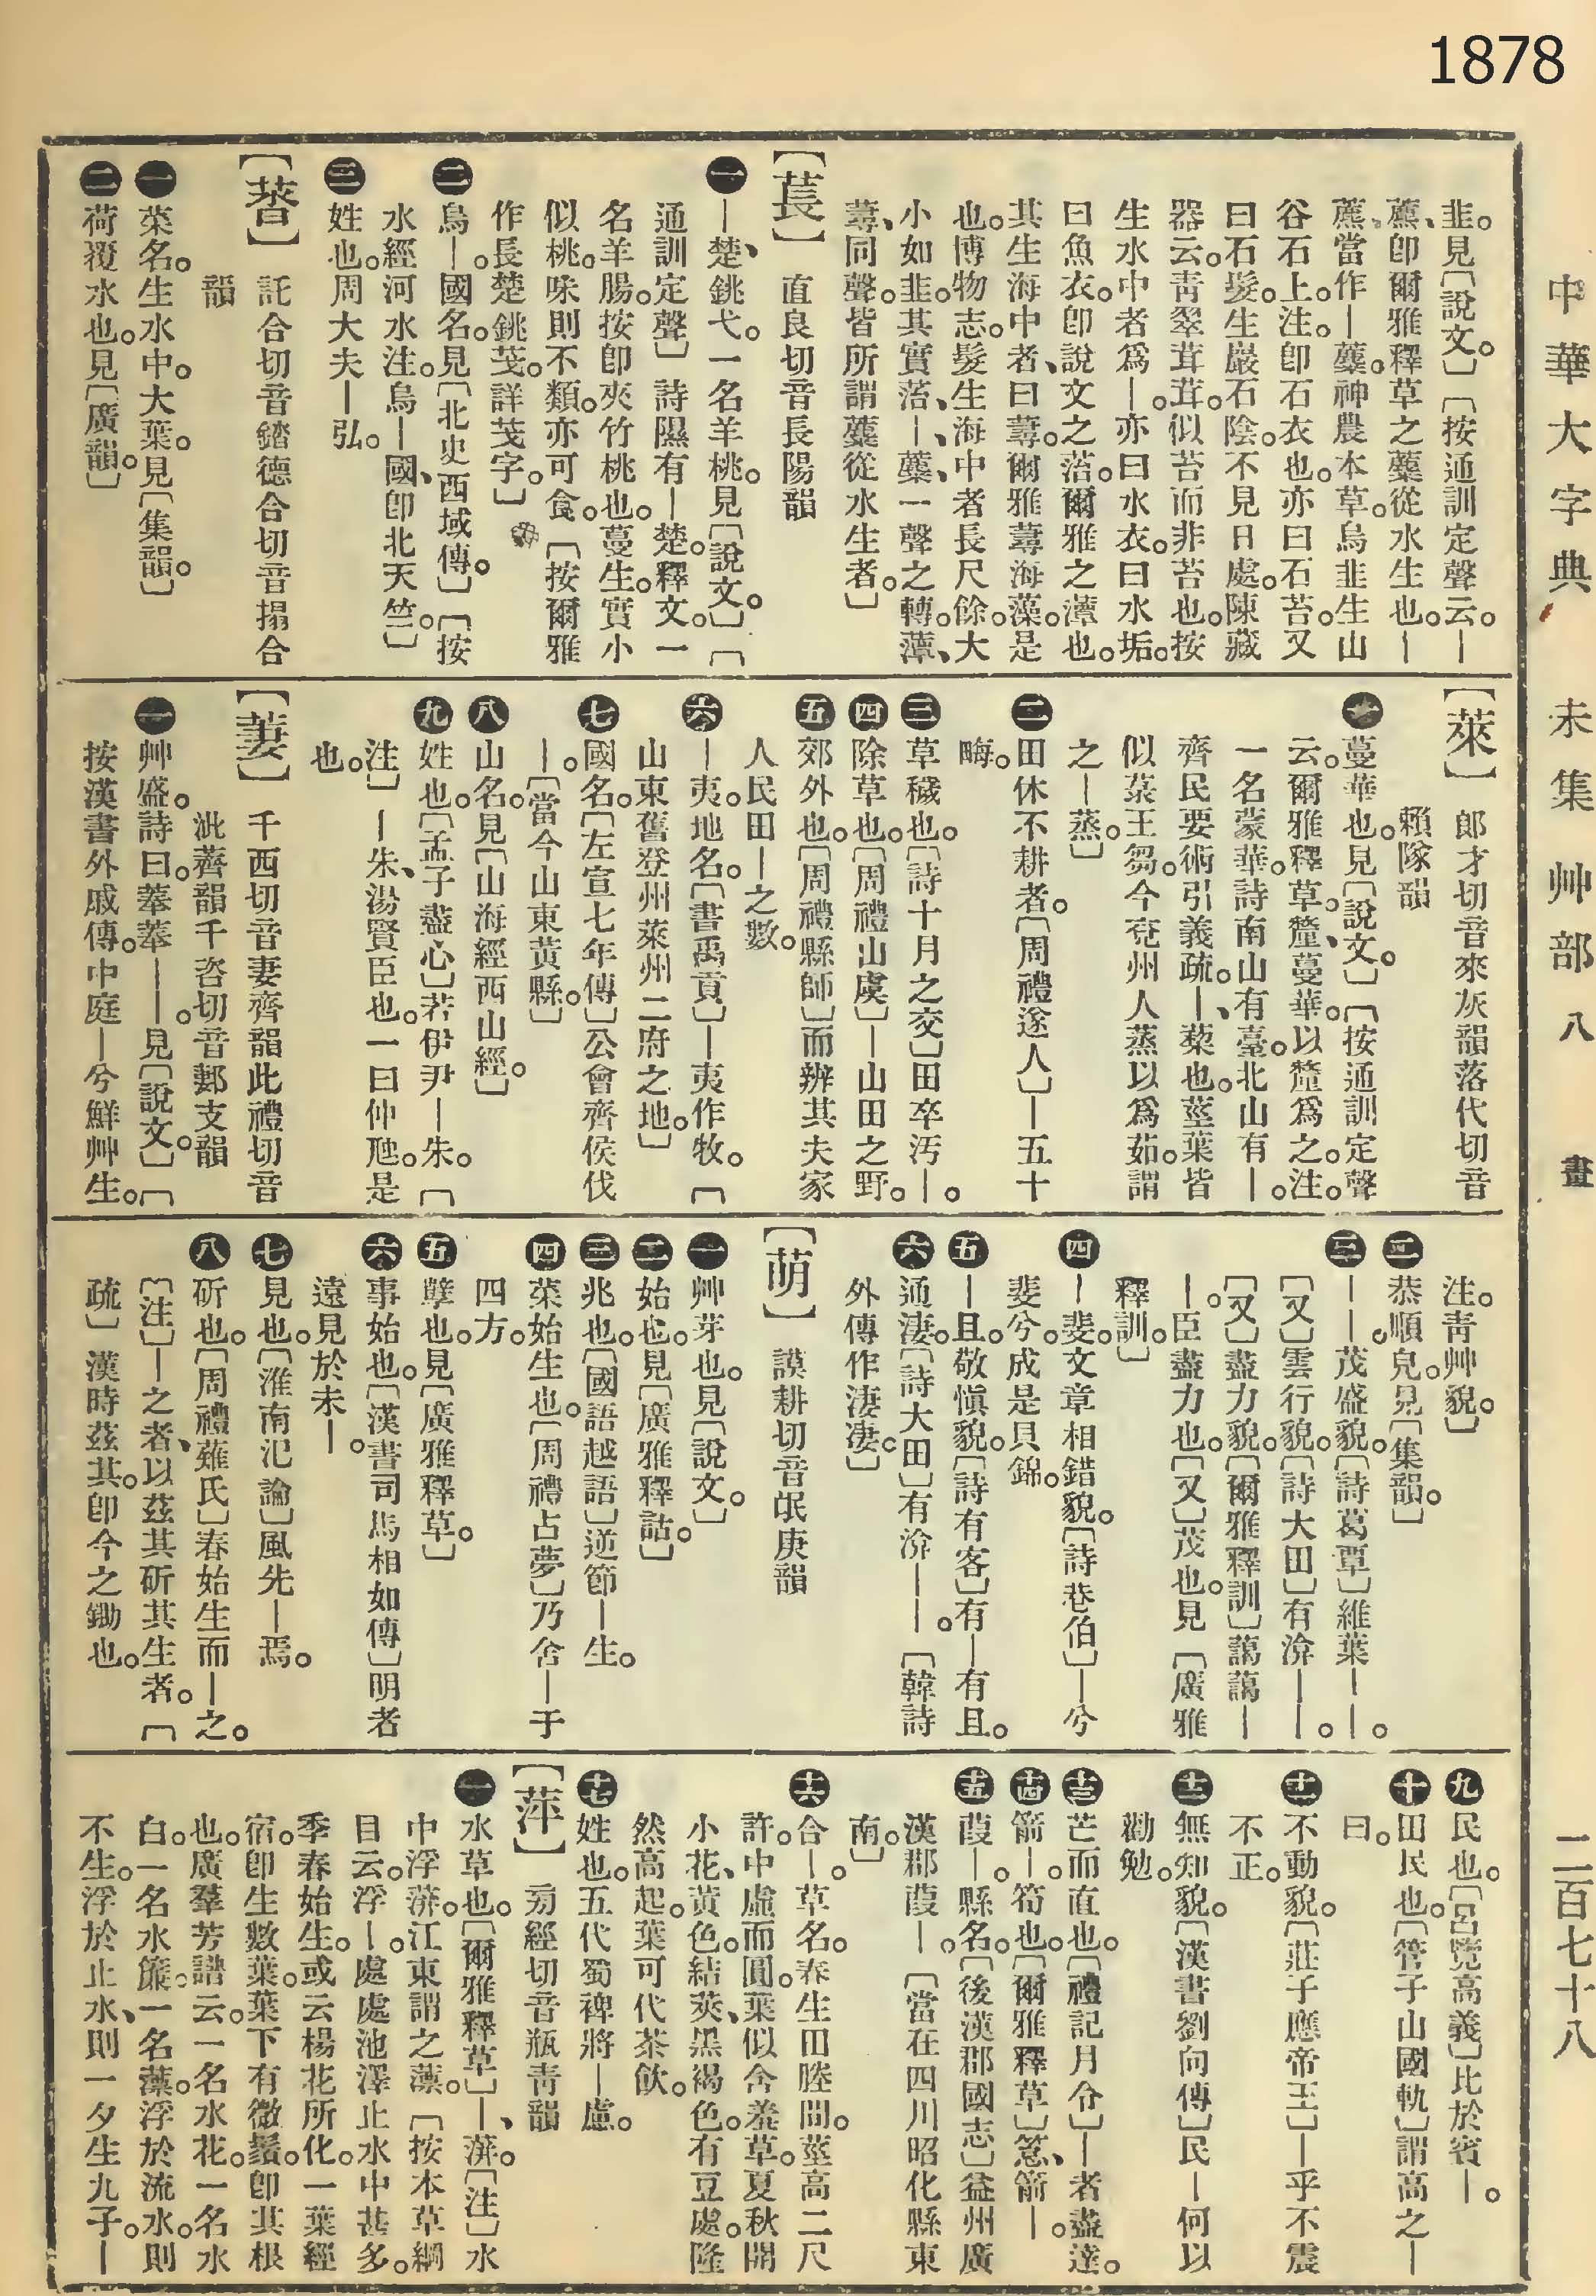 1878
中華大字典　未集　艸部　八畫　二百七十八
韭。見〔說文。〕〔按通訓定聲云。—
藨、卽爾雅釋草之蘽。從水生也。—
藨當作—蘽。神農本草。烏韭生山
谷石上。注。卽石衣也。亦曰石苔。又
曰石髮。生巖石陰。不見日處。陳藏
器云。靑翠茸茸。似苔而非苔也。按
生水中者爲—。亦曰水衣。曰水垢。
曰魚衣。卽說文之菭。爾雅之藫也。
其生海中者、曰蕁。爾雅蕁海藻。是
也。博物志。髮生海中者長尺餘。大
小如韭。其實菭、—、蘽、一聲之轉。藫、
蕁、同聲。皆所謂蘽從水生者。〕
〔萇〕　直良切音長陽韻
㊀—楚、銚弋。一名羊桃。見〔說文。〕〔
通訓定聲〕詩隰有—楚。釋文。一
名羊腸。按卽夾竹桃也。蔓生。實小
似桃。味則不類。亦可食。〔按爾雅
作長楚銚芅。詳芅字。〕
㊁烏—。國名。見〔北史西域傳。〕〔按
水經河水注。烏—國、卽北天竺。〕
姓也。周大夫—弘。
〔䓠〕　託合切音錔德合切音搨合
韻
㊀菜名。生水中。大葉。見〔集韻。〕
㊁荷覆水也。見〔廣韻。〕
〔萊〕　郎才切音來灰韻落代切音
賴隊韻
㊀蔓華也。見〔說文。〕〔按通訓定聲
云。爾雅釋草。釐、蔓華。以釐爲之。注。
一名蒙華。詩南山有臺。北山有—。
齊民要術引義疏。—、藜也。莖葉皆
似菉王芻。今兗州人蒸以爲茹。謂
之—蒸。〕
㊁田休不耕者。〔周禮遂人〕—五十
畮。
㊂草穢也。〔詩十月之交〕田卒汚—。
㊃除草也。〔周禮山虞〕—山田之野。
㊄郊外也。〔周禮縣師〕而辨其夫家
人民田—之數。
㊅—夷。地名。〔書禹貢〕—夷作牧。〔
山東舊登州萊州二府之地。〕
㊆國名。〔左宣七年傳〕公會齊侯伐
—。〔當今山東黃縣。〕
㊇山名。見〔山海經西山經。〕
㊈姓也。〔孟子盡心〕若伊尹—朱。〔
注〕—朱、湯賢臣也。一曰仲虺。是
也。
〔萋〕　千西切音妻齊韻此禮切音
泚薺韻千咨切音郪支韻
㊀艸盛。詩曰。菶菶——。見〔說文。〕〔
按漢書外戚傳。中庭—兮鮮艸生。
注。靑艸貌。〕
㊁恭順皃。見〔集韻。〕
㊂——。茂盛貌。〔詩葛覃〕維葉——。
〔又〕雲行貌。〔詩大田〕有渰——。
〔又〕盡力貌。〔爾雅釋訓〕藹藹—
—。臣盡力也。〔又〕茂也。見〔廣雅
釋訓。〕
㊃—斐。文章相錯貌。〔詩巷伯〕—兮
斐兮。成是貝錦。
㊄—且。敬愼貌。〔詩有客〕有—有且。
㊅通淒。〔詩大田〕有渰——。〔韓詩
外傳作淒淒。〕
〔萌〕　謨耕切音氓庚韻
㊀艸芽也。見〔說文。〕
㊁始也。見〔廣雅釋詁。〕
㊂兆也。〔國語越語〕逆節—生。
㊃菜始生也。〔周禮占夢〕乃舍—于
四方。
㊄孽也。見〔廣雅釋草。〕
㊅事始也。〔漢書司馬相如傳〕明者
遠見於未—。
㊆見也。〔淮南氾論〕風先—焉。
㊇斫也。〔周禮薙氏〕春始生而—之。
〔注〕—之者、以茲其斫其生者。〔
疏〕漢時茲其。卽今之鋤也。
㊈民也。〔呂覽高義〕比於賓—。
㊉田民也。〔管子山國軌〕謂高之—
曰。
十一 不動貌。〔莊子應帝王〕—乎不震
不正。
十二 無知貌。〔漢書劉向傳〕民—何以
勸勉。
十三 芒而直也。〔禮記月令〕—者盡達。
十四 箭—。筍也。〔爾雅釋草〕箈、箭—。
十五 葭—。縣名。〔後漢郡國志〕益州廣
漢郡葭—。〔當在四川昭化縣東
南。〕
十六 合—。草名。春生田塍間。莖高二尺
許。中虛而圓。葉似含羞草。夏秋開
小花、黃色。結莢、黑褐色。有豆處。隆
然高起。葉可代茶飮。
十七 姓也。五代蜀裨將—慮。
〔萍〕　旁經切音瓶靑韻
㊀水草也。〔爾雅釋草〕—、蓱。〔注〕水
中浮蓱。江東謂之薸。〔按本草綱
目云。浮—。處處池澤止水中甚多。
季春始生。或云楊花所化。一葉經
宿。卽生數葉。葉下有微鬚。卽其根
也。廣羣芳譜云。一名水花。一名水
白。一名水簾。一名薸。浮於流水。則
不生。浮於止水、則一夕生九子。—